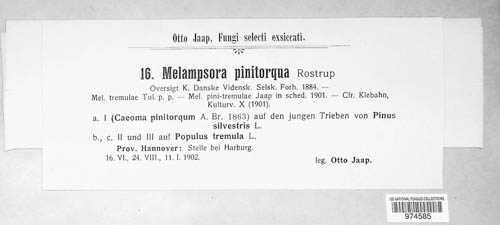 Otto Jaap, Fungi selecti exsiccati.
16. Melampsora pinitorqua Rostrup
Oversigt K. Danske Vidensk. Selsk. Forh. 1884. —
Mel. tremulae Tul. p. p. — Mel. pini-tremulae Jaap in sched. 1901. — Cfr. Klebahn,
Kulturv. X (1901).
a. I (Caeoma pinitorquum A. Br. 1863) auf den jungen Trieben von Pinus
silvestris L.
b., c. II und III auf Populus tremula L.
Prov. Hannover: Stelle bei Harburg.
16. VI., 24. VIII., 11. I. 1902.
leg. Otto Jaap.
US NATIONAL FUNGUS COLLECTIONS
974585